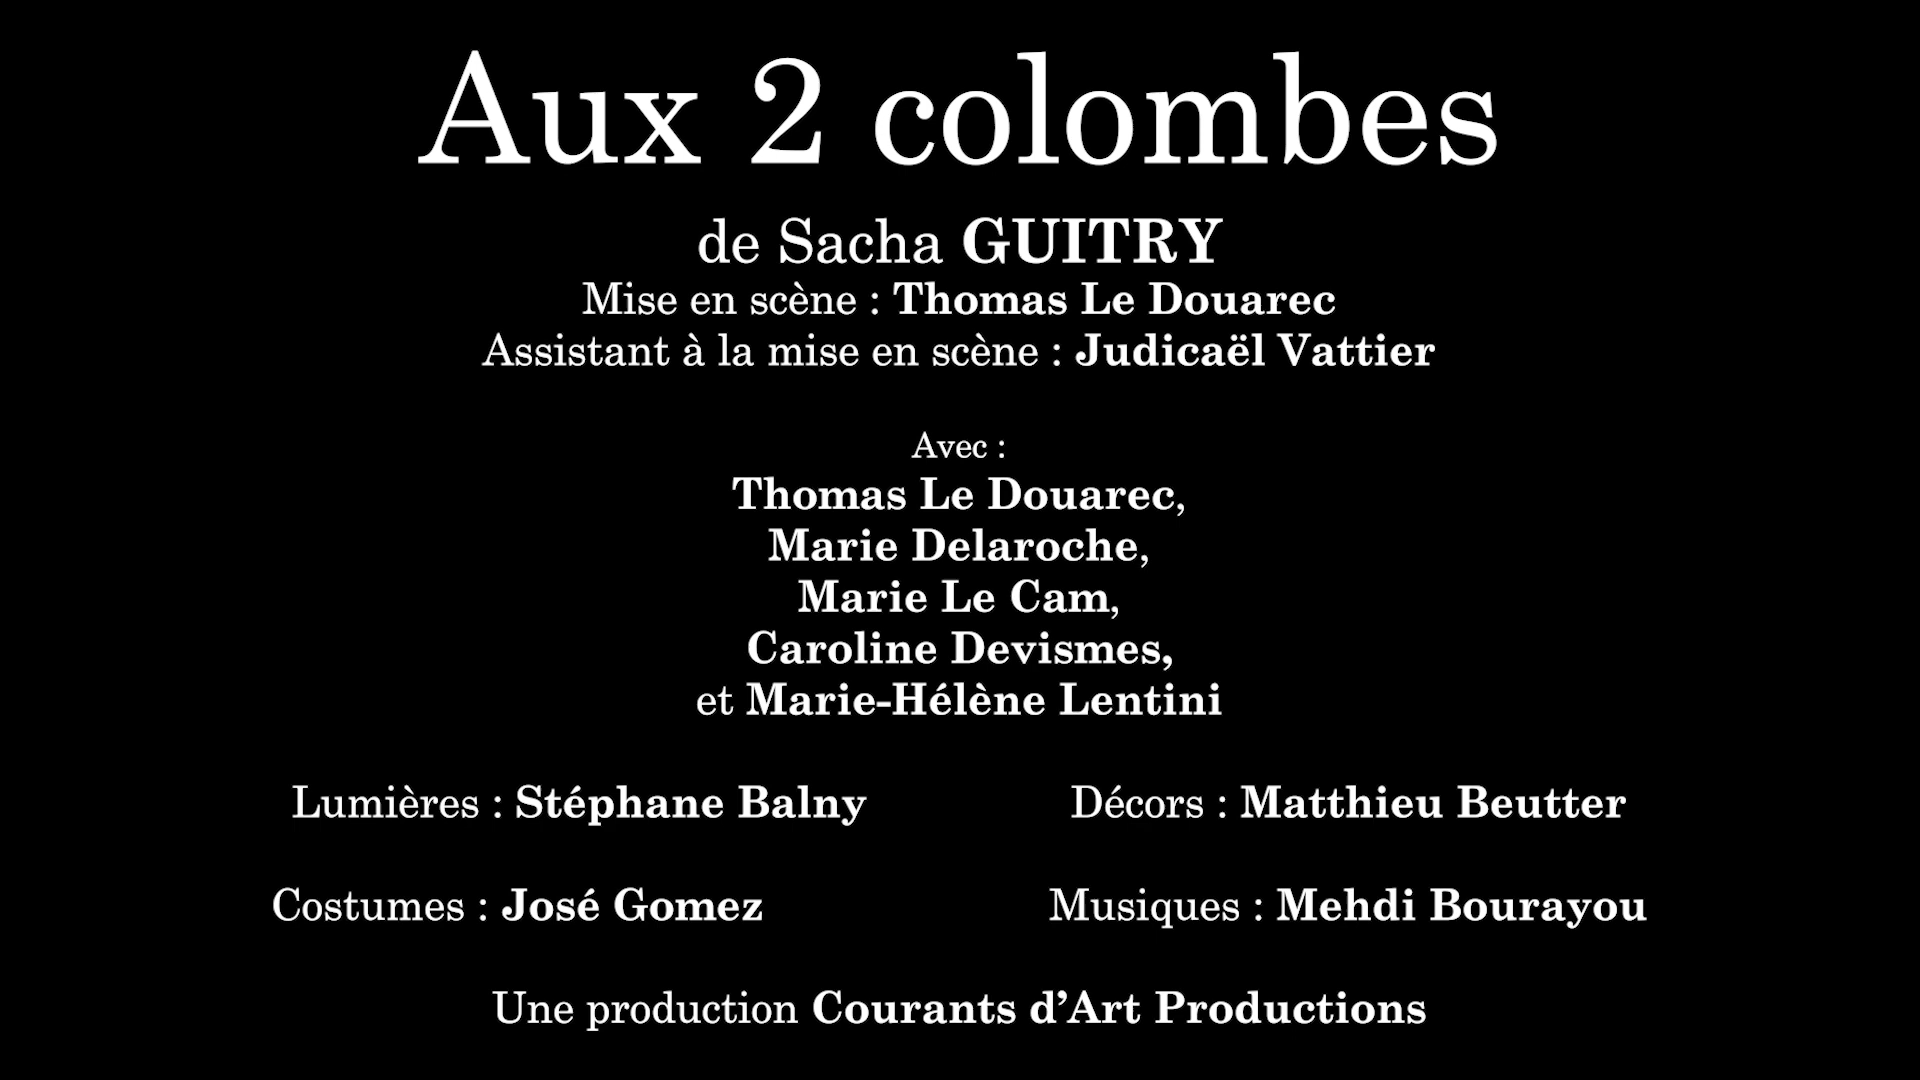 Aux 2 colombes
de Sacha GUITRY
Mise en scène : Thomas Le Douarec
Assistant à la mise en scène : Judicaël Vattier
Avec :
Thomas Le Douarec,
Marie Delaroche,
Marie Le Cam,
Caroline Devismes,
et Marie-Hélène Lentini
Lumières : Stéphane Balny
Décors : Matthieu Beutter
Costumes : José Gomez
Musiques : Mehdi Bourayou
Une production Courants d’Art Productions